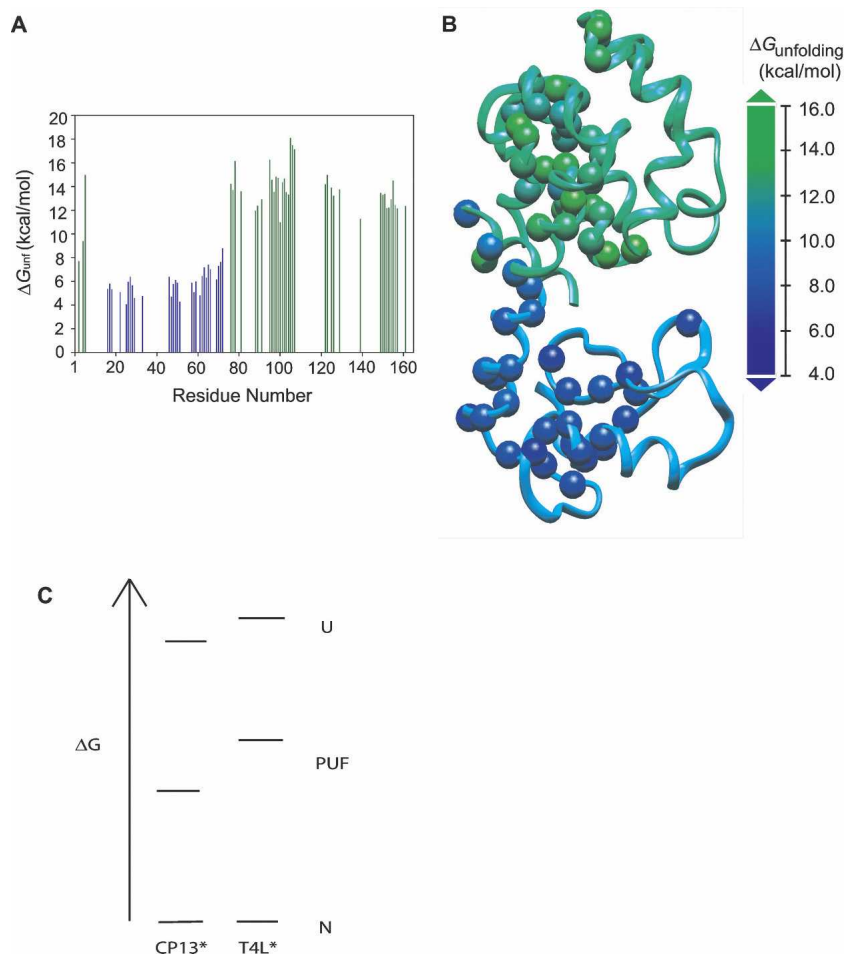 A
20
18
16
14
12
10
8
6
4
2
0
ΔGunf (kcal/mol)
1 20 40 60 80 100 120 140 160
Residue Number
B
ΔGunfolding
(kcal/mol)
16.0
14.0
12.0
10.0
8.0
6.0
4.0
C
ΔG
U
PUF
N
CP13* T4L*